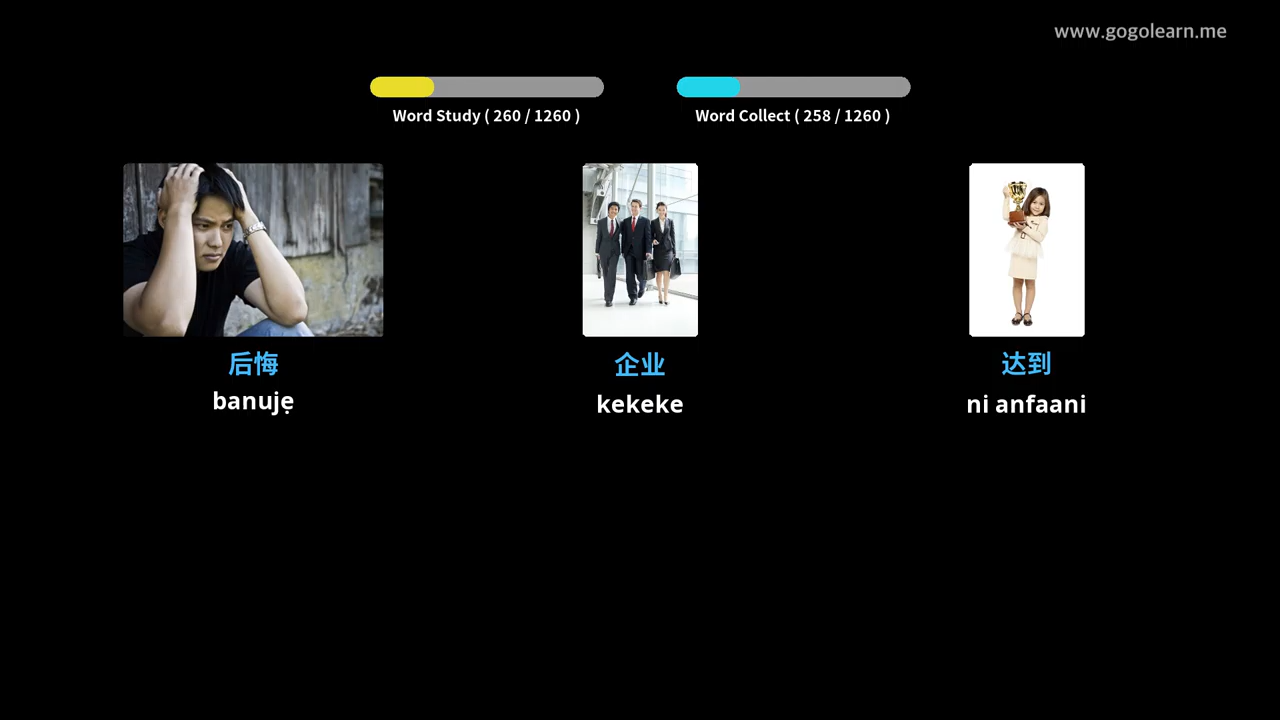 www.gogolearn.me
Word Study ( 260 / 1260 )
Word Collect ( 258 / 1260 )
后悔
banujẹ
企业
kekeke
达到
ni anfaani